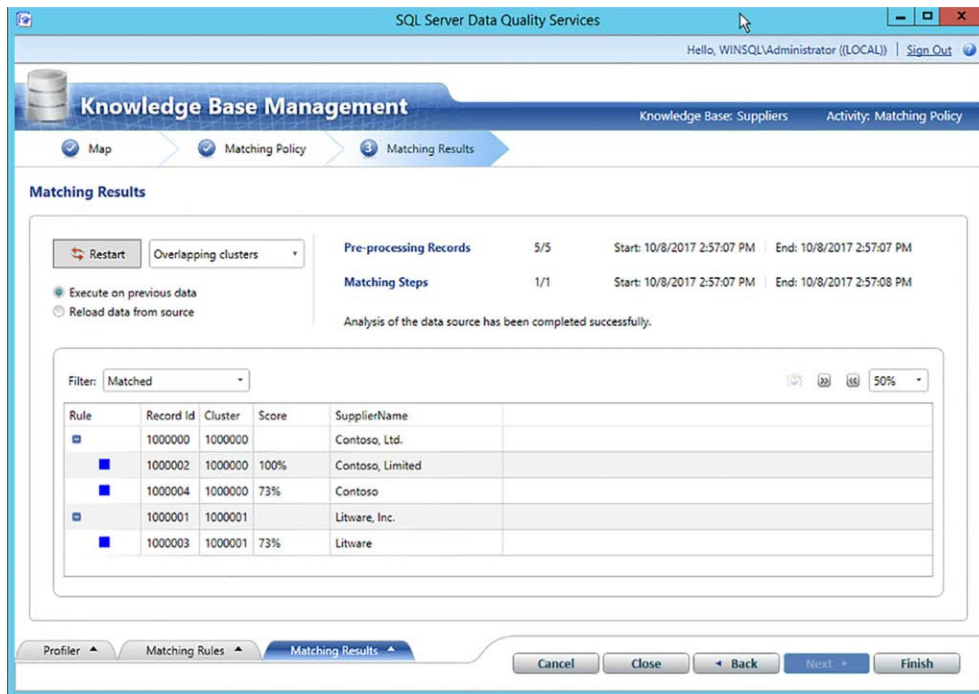 SQL Server Data Quality Services
Hello, WINSQL\Administrator ((LOCAL)) | Sign Out
Knowledge Base Management
Knowledge Base: Suppliers Activity: Matching Policy
Map Matching Policy 3 Matching Results
Matching Results
Restart Overlapping clusters Pre-processing Records 5/5 Start: 10/8/2017 2:57:07 PM End: 10/8/2017 2:57:07 PM
Execute on previous data Matching Steps 1/1 Start: 10/8/2017 2:57:07 PM End: 10/8/2017 2:57:08 PM
Reload data from source
Analysis of the data source has been completed successfully.
Filter: Matched 50%
Rule Record Id Cluster Score SupplierName
1000000 1000000 Contoso, Ltd.
1000002 1000000 100% Contoso, Limited
1000004 1000000 73% Contoso
1000001 1000001 Litware, Inc.
1000003 1000001 73% Litware
Profiler Matching Rules Matching Results
Cancel Close Back Next Finish